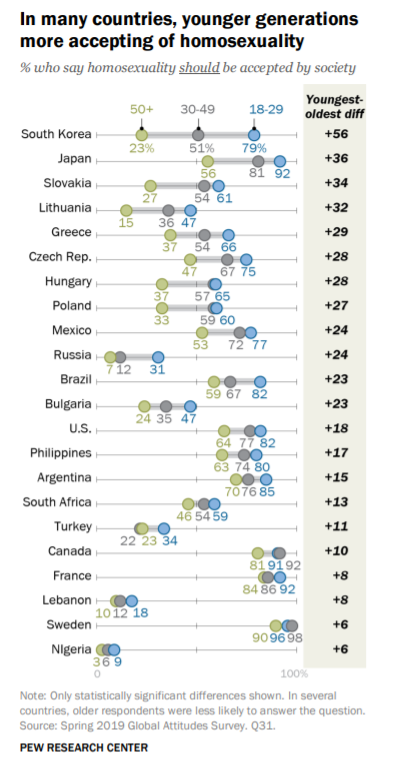 In many countries, younger generations
more accepting of homosexuality
% who say homosexuality should be accepted by society
Youngest-
oldest diff
50+ 30-49 18-29
South Korea +56
23% 51% 79%
Japan +36
56 81 92
Slovakia +34
27 54 61
Lithuania +32
15 36 47
Greece +29
37 54 66
Czech Rep. +28
47 67 75
Hungary +28
37 57 65
Poland +27
33 59 60
Mexico +24
53 72 77
Russia +24
7 12 31
Brazil +23
59 67 82
Bulgaria +23
24 35 47
U.S. +18
64 77 82
Philippines +17
63 74 80
Argentina +15
70 76 85
South Africa +13
46 54 59
Turkey +11
22 23 34
Canada +10
81 91 92
France +8
84 86 92
Lebanon +8
10 12 18
Sweden +6
90 96 98
NIgeria +6
3 6 9
0 100%
Note: Only statistically significant differences shown. In several
countries, older respondents were less likely to answer the question.
Source: Spring 2019 Global Attitudes Survey. Q31.
PEW RESEARCH CENTER